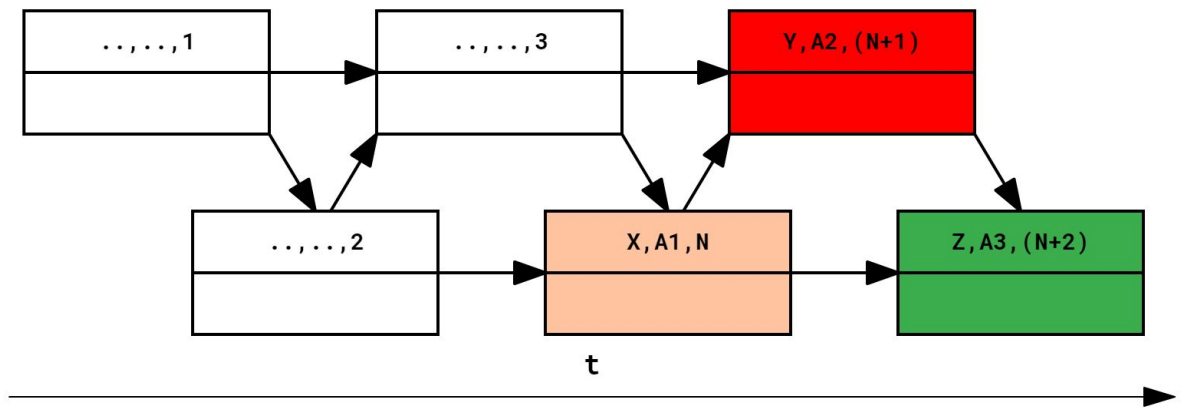 ..,..,1
..,..,3
Y,A2,(N+1)
..,..,2
X,A1,N
Z,A3,(N+2)
t